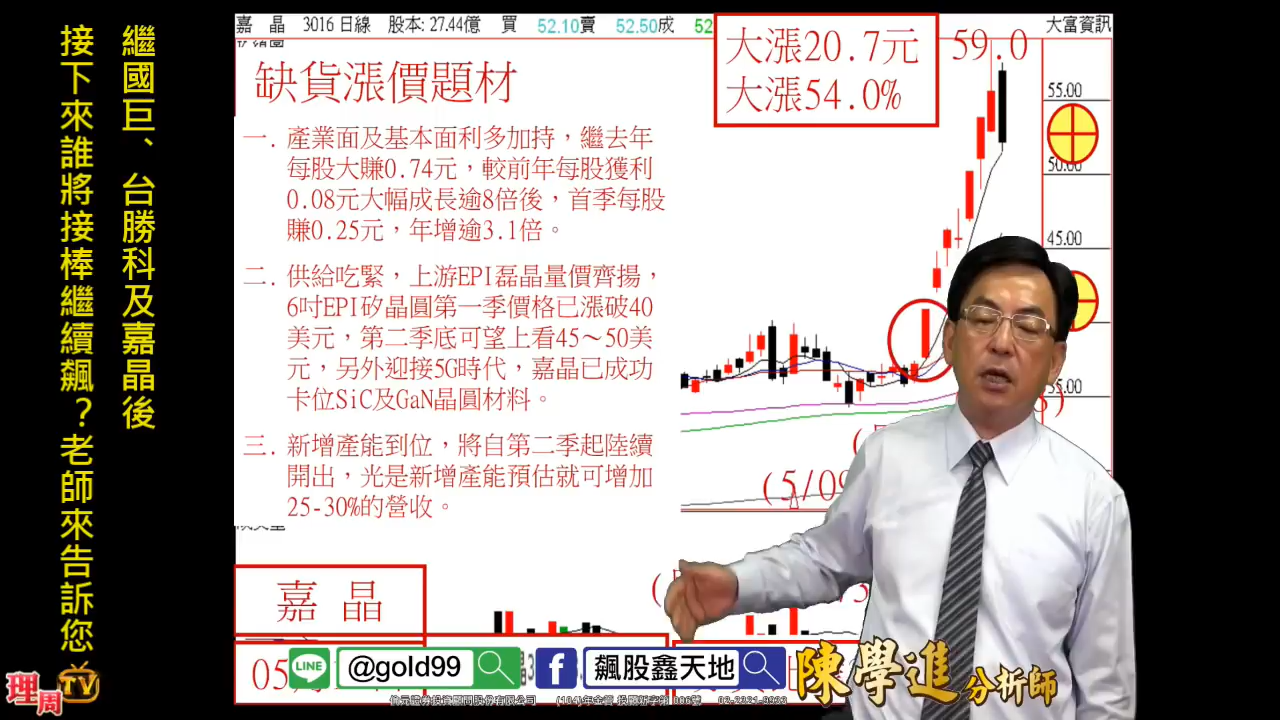 繼國巨、台勝科及嘉晶後
接下來誰將接棒繼續飆？老師來告訴您
嘉 晶 3016 日線 股本: 27.44億 買 52.10賣 52.50成 52
大富資訊
大漲20.7元
大漲54.0%
59.0
缺貨漲價題材
一. 產業面及基本面利多加持，繼去年
每股大賺0.74元，較前年每股獲利
0.08元大幅成長逾8倍後，首季每股
賺0.25元，年增逾3.1倍。
二. 供給吃緊，上游EPI磊晶量價齊揚，
6吋EPI矽晶圓第一季價格已漲破40
美元，第二季底可望上看45～50美
元，另外迎接5G時代，嘉晶已成功
卡位SiC及GaN晶圓材料。
三. 新增產能到位，將自第二季起陸續
開出，光是新增產能預估就可增加
25-30%的營收。
55.00
50.00
45.00
35.00
(5/09
嘉 晶
05
LINE @gold99
飆股鑫天地
陳學進 分析師
理周TV